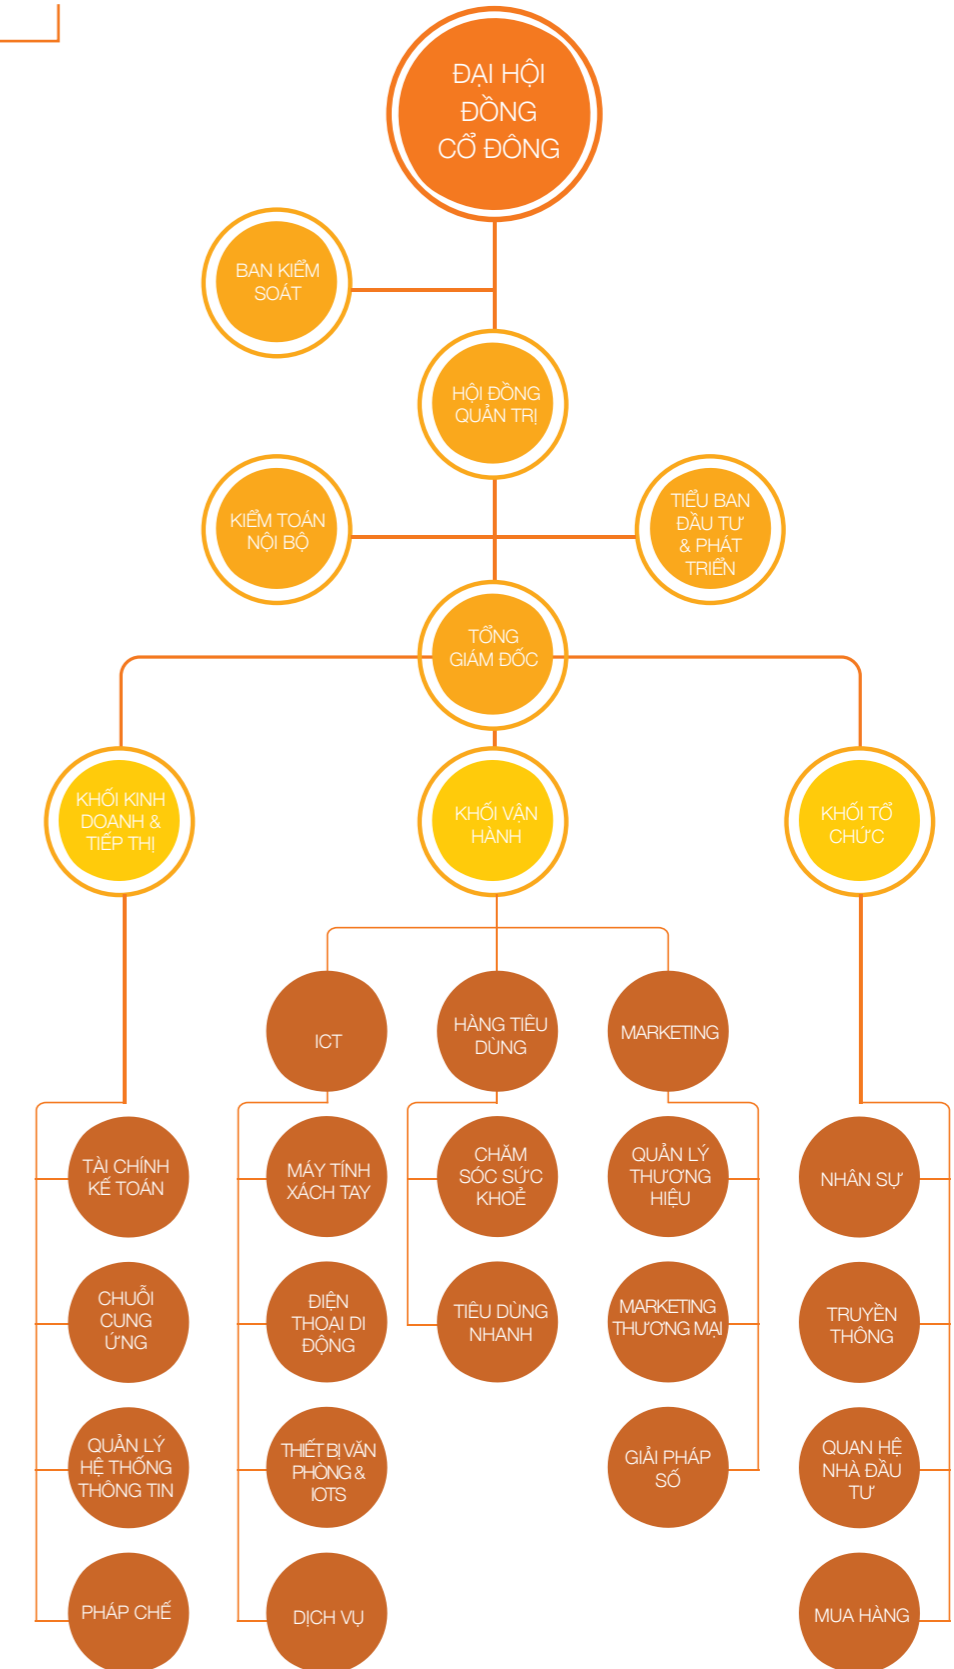 ĐẠI HỘI
ĐỒNG
CỔ ĐÔNG
BAN KIỂM
SOÁT
HỘI ĐỒNG
QUẢN TRỊ
KIỂM TOÁN
NỘI BỘ
TIỂU BAN
ĐẦU TƯ
& PHÁT
TRIỂN
TỔNG
GIÁM ĐỐC
KHỐI KINH
DOANH &
TIẾP THỊ
KHỐI VẬN
HÀNH
KHỐI TỔ
CHỨC
ICT
HÀNG TIÊU
DÙNG
MARKETING
TÀI CHÍNH
KẾ TOÁN
MÁY TÍNH
XÁCH TAY
CHĂM
SÓC SỨC
KHOẺ
QUẢN LÝ
THƯƠNG
HIỆU
NHÂN SỰ
CHUỖI
CUNG
ỨNG
ĐIỆN
THOẠI DI
ĐỘNG
TIÊU DÙNG
NHANH
MARKETING
THƯƠNG MẠI
TRUYỀN
THÔNG
QUẢN LÝ
HỆ THỐNG
THÔNG TIN
THIẾT BỊ VĂN
PHÒNG &
IOTS
GIẢI PHÁP
SỐ
QUAN HỆ
NHÀ ĐẦU
TƯ
PHÁP CHẾ
DỊCH VỤ
MUA HÀNG